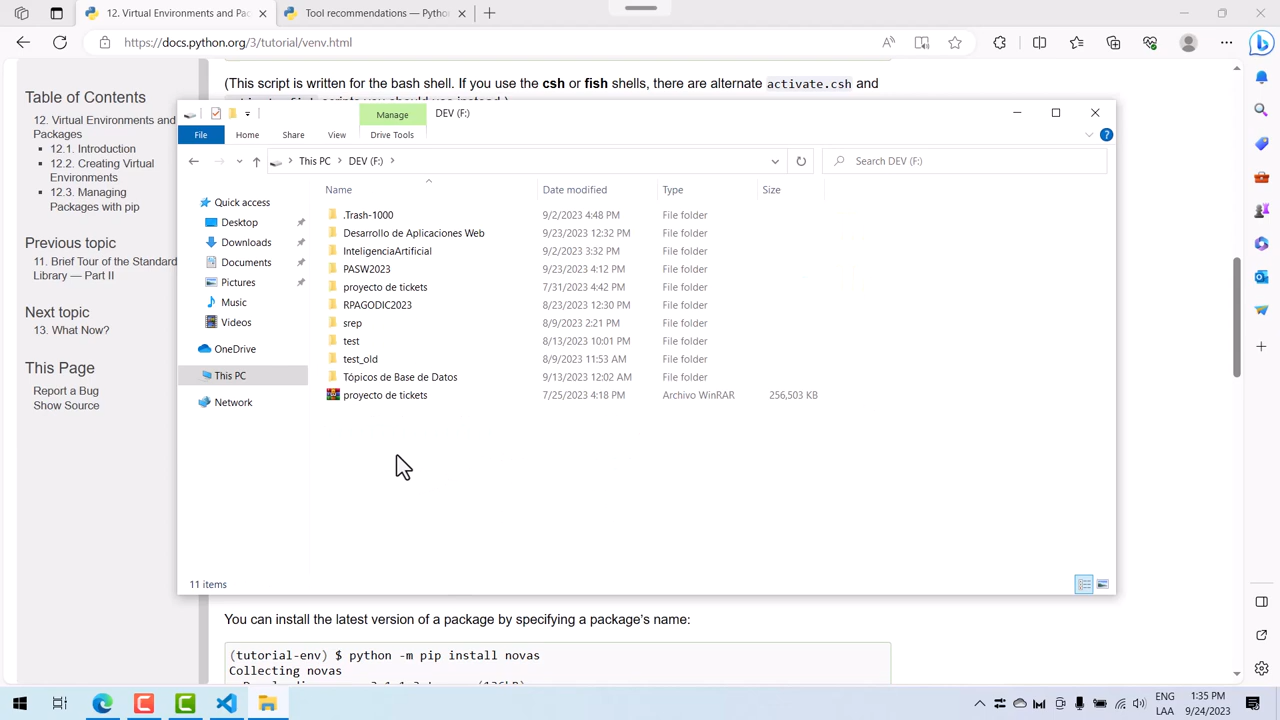 12. Virtual Environments and Pac
Tool recommendations — Pytho
https://docs.python.org/3/tutorial/venv.html
(This script is written for the bash shell. If you use the csh or fish shells, there are alternate activate.csh and
Table of Contents
12. Virtual Environments and
Packages
12.1. Introduction
12.2. Creating Virtual
Environments
12.3. Managing
Packages with pip
Previous topic
11. Brief Tour of the Standard
Library — Part II
Next topic
13. What Now?
This Page
Report a Bug
Show Source
Manage
DEV (F:)
File
Home
Share
View
Drive Tools
This PC
DEV (F:)
Search DEV (F:)
Name
Date modified
Type
Size
Quick access
Desktop
Downloads
Documents
Pictures
Music
Videos
OneDrive
This PC
Network
.Trash-1000 9/2/2023 4:48 PM File folder
Desarrollo de Aplicaciones Web 9/23/2023 12:32 PM File folder
InteligenciaArtificial 9/2/2023 3:32 PM File folder
PASW2023 9/23/2023 4:12 PM File folder
proyecto de tickets 7/31/2023 4:42 PM File folder
RPAGODIC2023 8/23/2023 12:30 PM File folder
srep 8/9/2023 2:21 PM File folder
test 8/13/2023 10:01 PM File folder
test_old 8/9/2023 11:53 AM File folder
Tópicos de Base de Datos 9/13/2023 12:02 AM File folder
proyecto de tickets 7/25/2023 4:18 PM Archivo WinRAR 256,503 KB
11 items
You can install the latest version of a package by specifying a package's name:
(tutorial-env) $ python -m pip install novas
Collecting novas
ENG
LAA
1:35 PM
9/24/2023